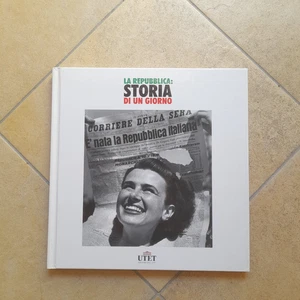 LA REPUBBLICA:
STORIA
DI UN GIORNO
CORRIERE DELLA SERA
E' nata la Repubblica italiana
UTET